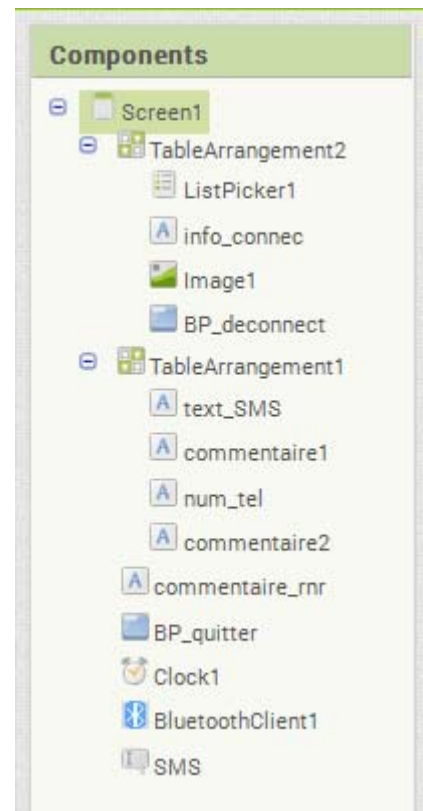 Components
Screen1
TableArrangement2
ListPicker1
A info_connec
Image1
BP_deconnect
TableArrangement1
A text_SMS
A commentaire1
A num_tel
A commentaire2
A commentaire_rnr
BP_quitter
Clock1
BluetoothClient1
SMS